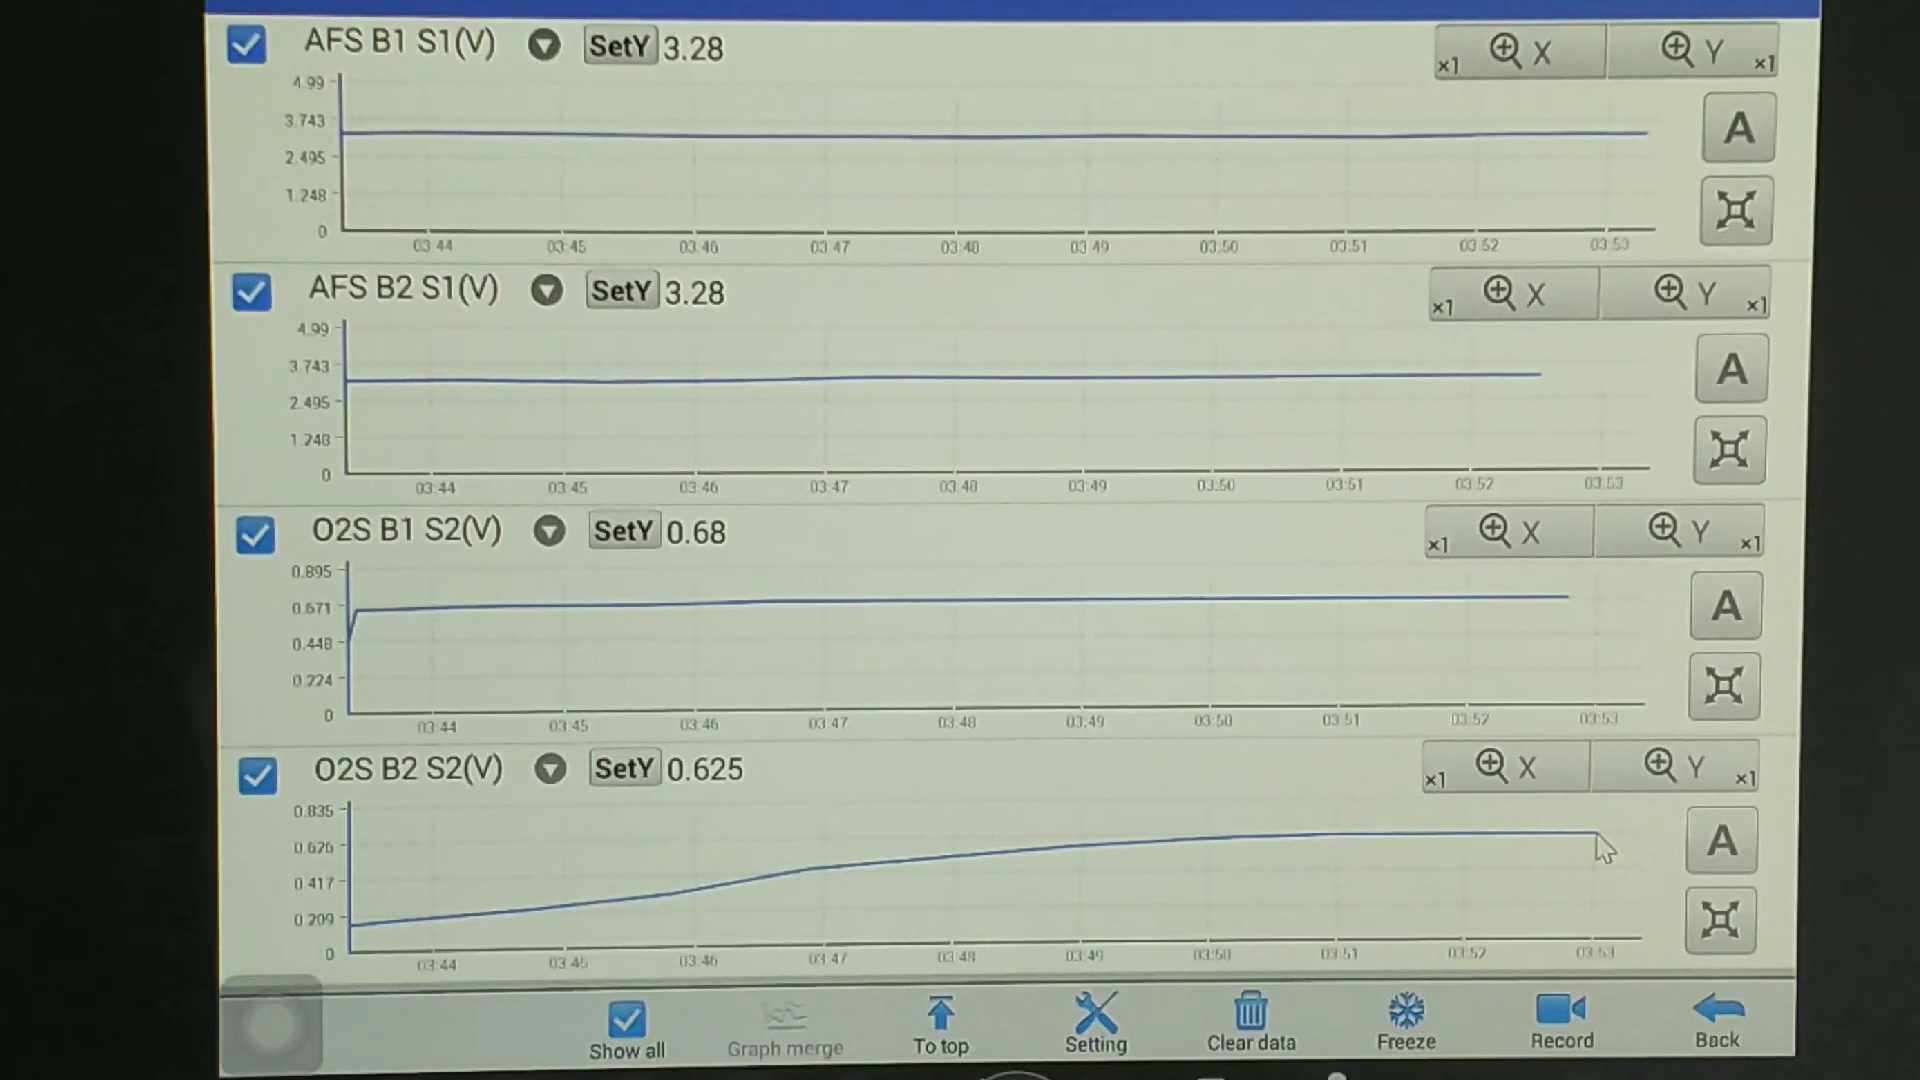 AFS B1 S1(V) SetY 3.28 x1 X Y x1
4.99
3.743 A
2.495
1.248
0
03:44 03:45 03:46 03:47 03:48 03:49 03:50 03:51 03:52 03:53
AFS B2 S1(V) SetY 3.28 x1 X Y x1
4.99
3.743 A
2.495
1.248
0
03:44 03:45 03:46 03:47 03:48 03:49 03:50 03:51 03:52 03:53
O2S B1 S2(V) SetY 0.68 x1 X Y x1
0.895
0.671 A
0.448
0.224
0
03:44 03:45 03:46 03:47 03:48 03:49 03:50 03:51 03:52 03:53
O2S B2 S2(V) SetY 0.625 x1 X Y x1
0.835
0.626 A
0.417
0.209
0
03:44 03:45 03:46 03:47 03:48 03:49 03:50 03:51 03:52 03:53
Show all Graph merge To top Setting Clear data Freeze Record Back